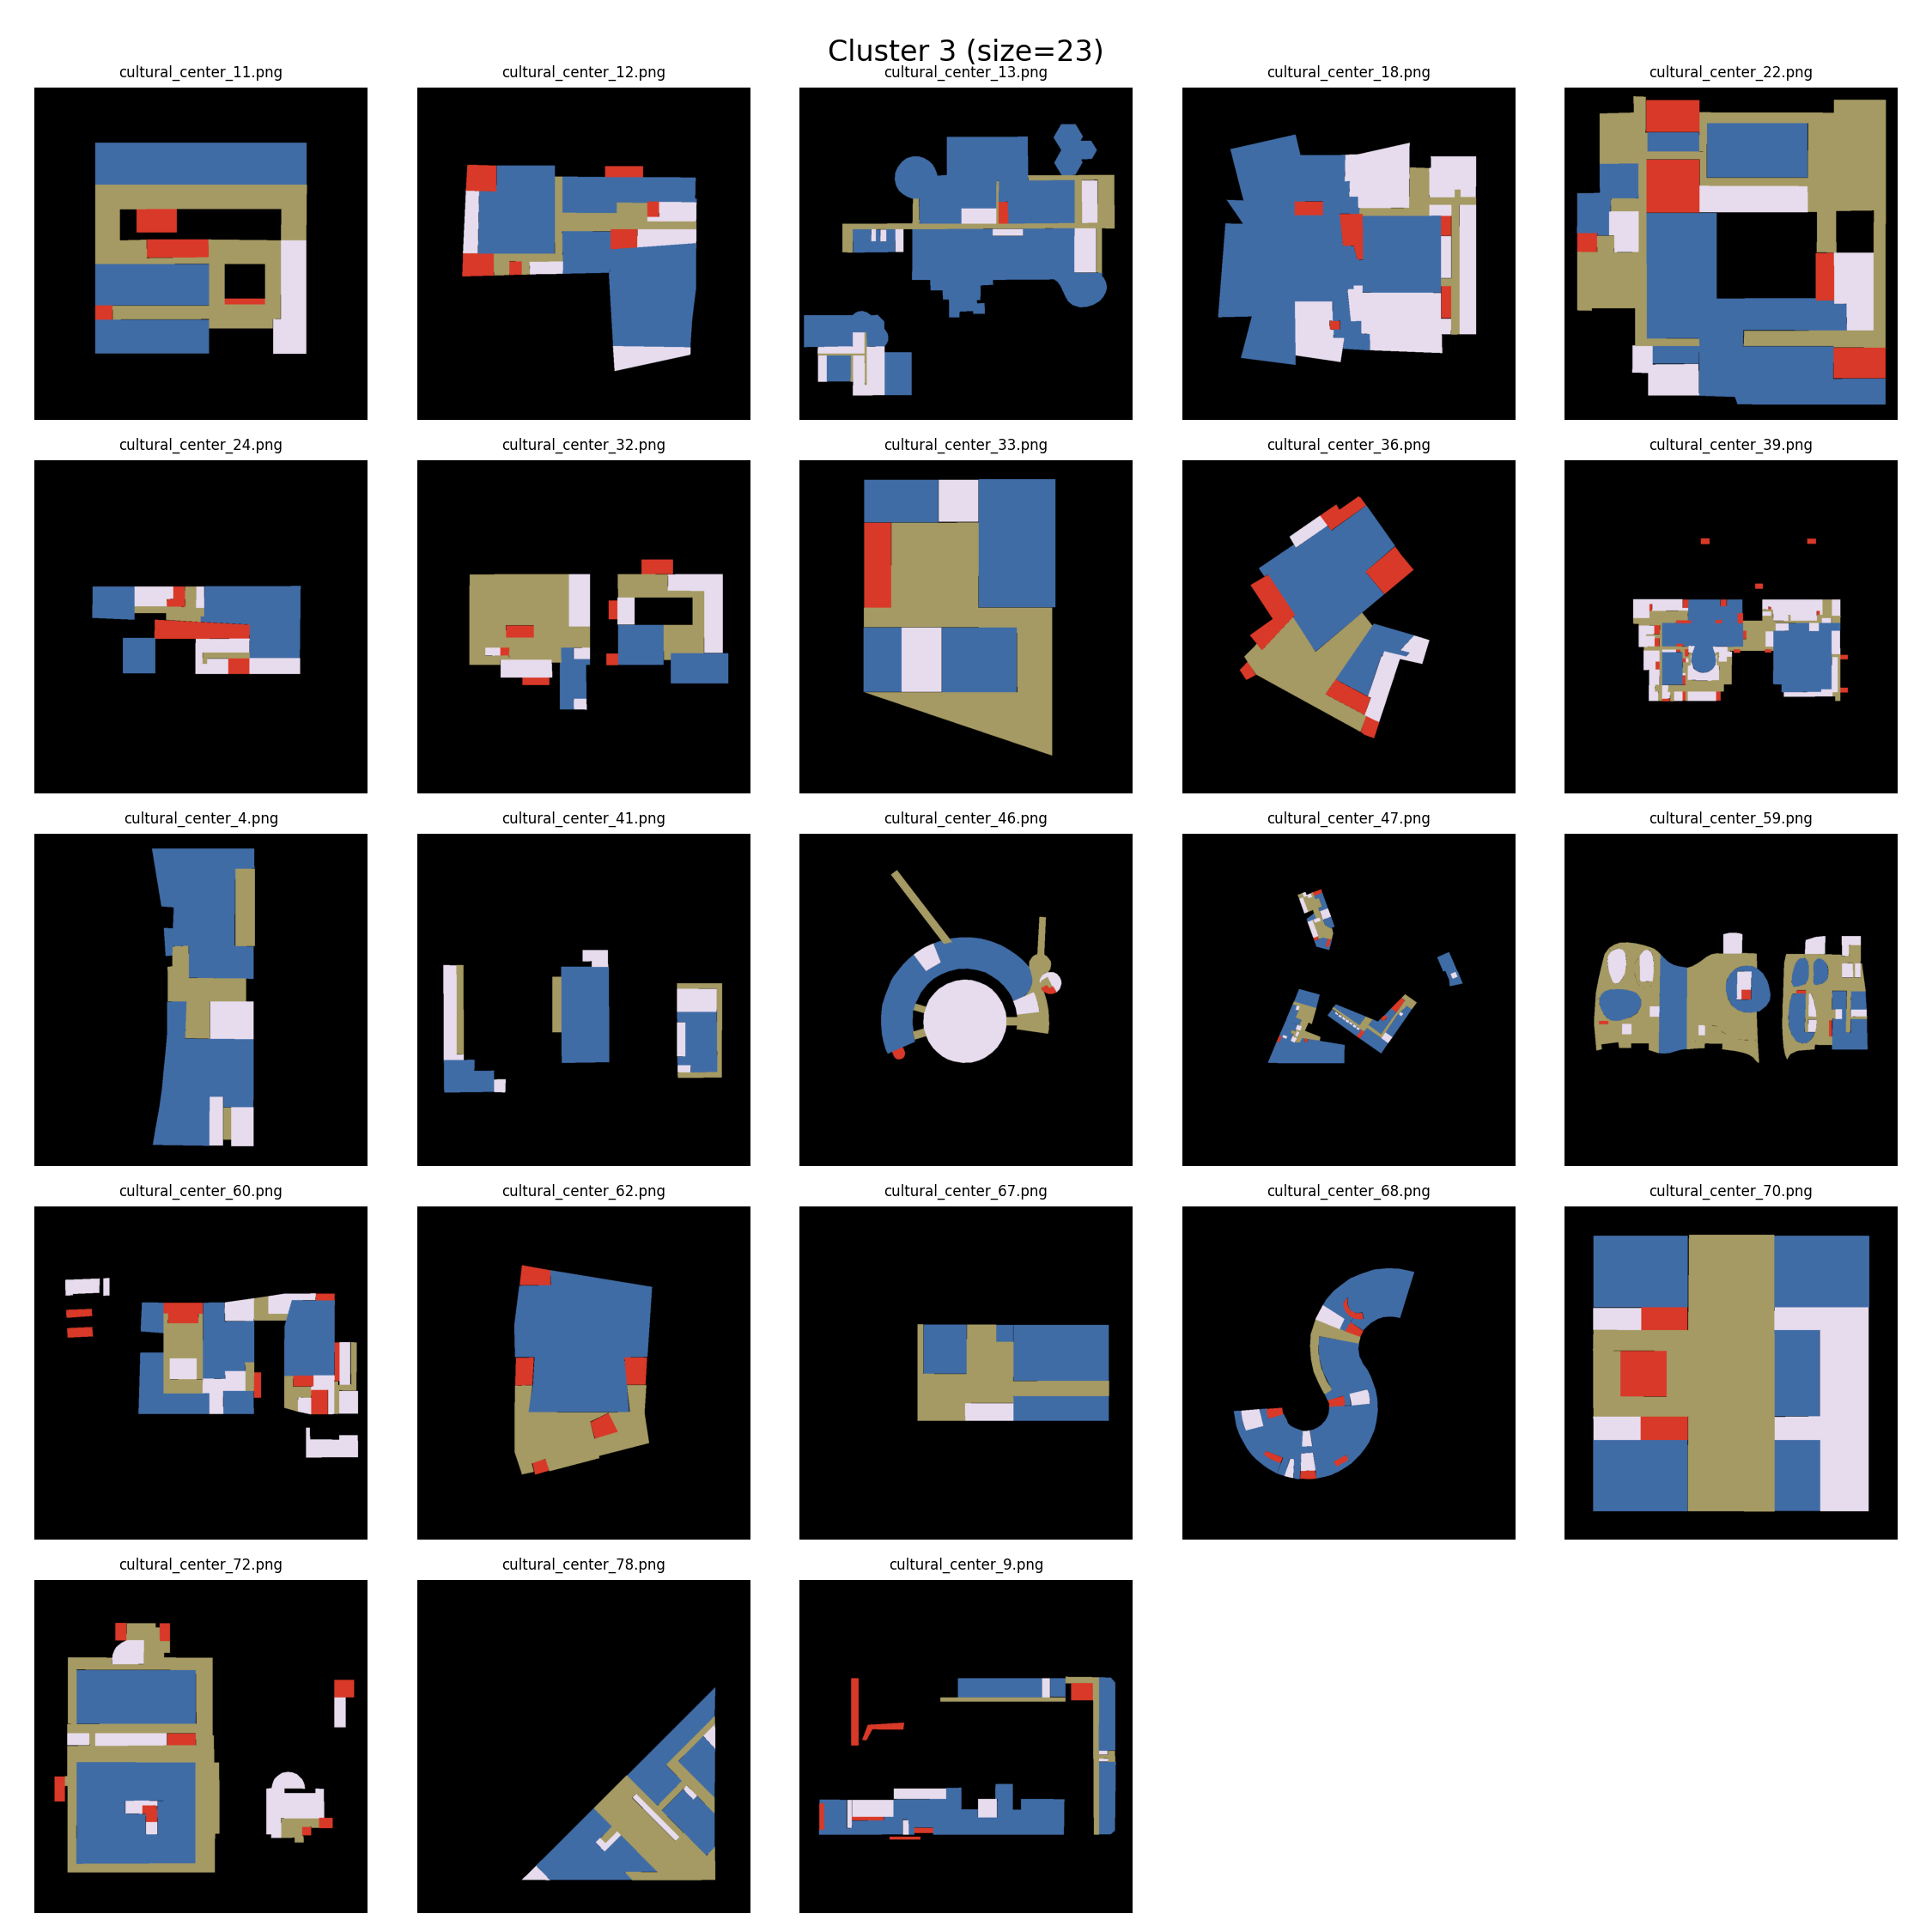 Cluster 3 (size=23)
cultural_center_11.png
cultural_center_12.png
cultural_center_13.png
cultural_center_18.png
cultural_center_22.png
cultural_center_24.png
cultural_center_32.png
cultural_center_33.png
cultural_center_36.png
cultural_center_39.png
cultural_center_4.png
cultural_center_41.png
cultural_center_46.png
cultural_center_47.png
cultural_center_59.png
cultural_center_60.png
cultural_center_62.png
cultural_center_67.png
cultural_center_68.png
cultural_center_70.png
cultural_center_72.png
cultural_center_78.png
cultural_center_9.png